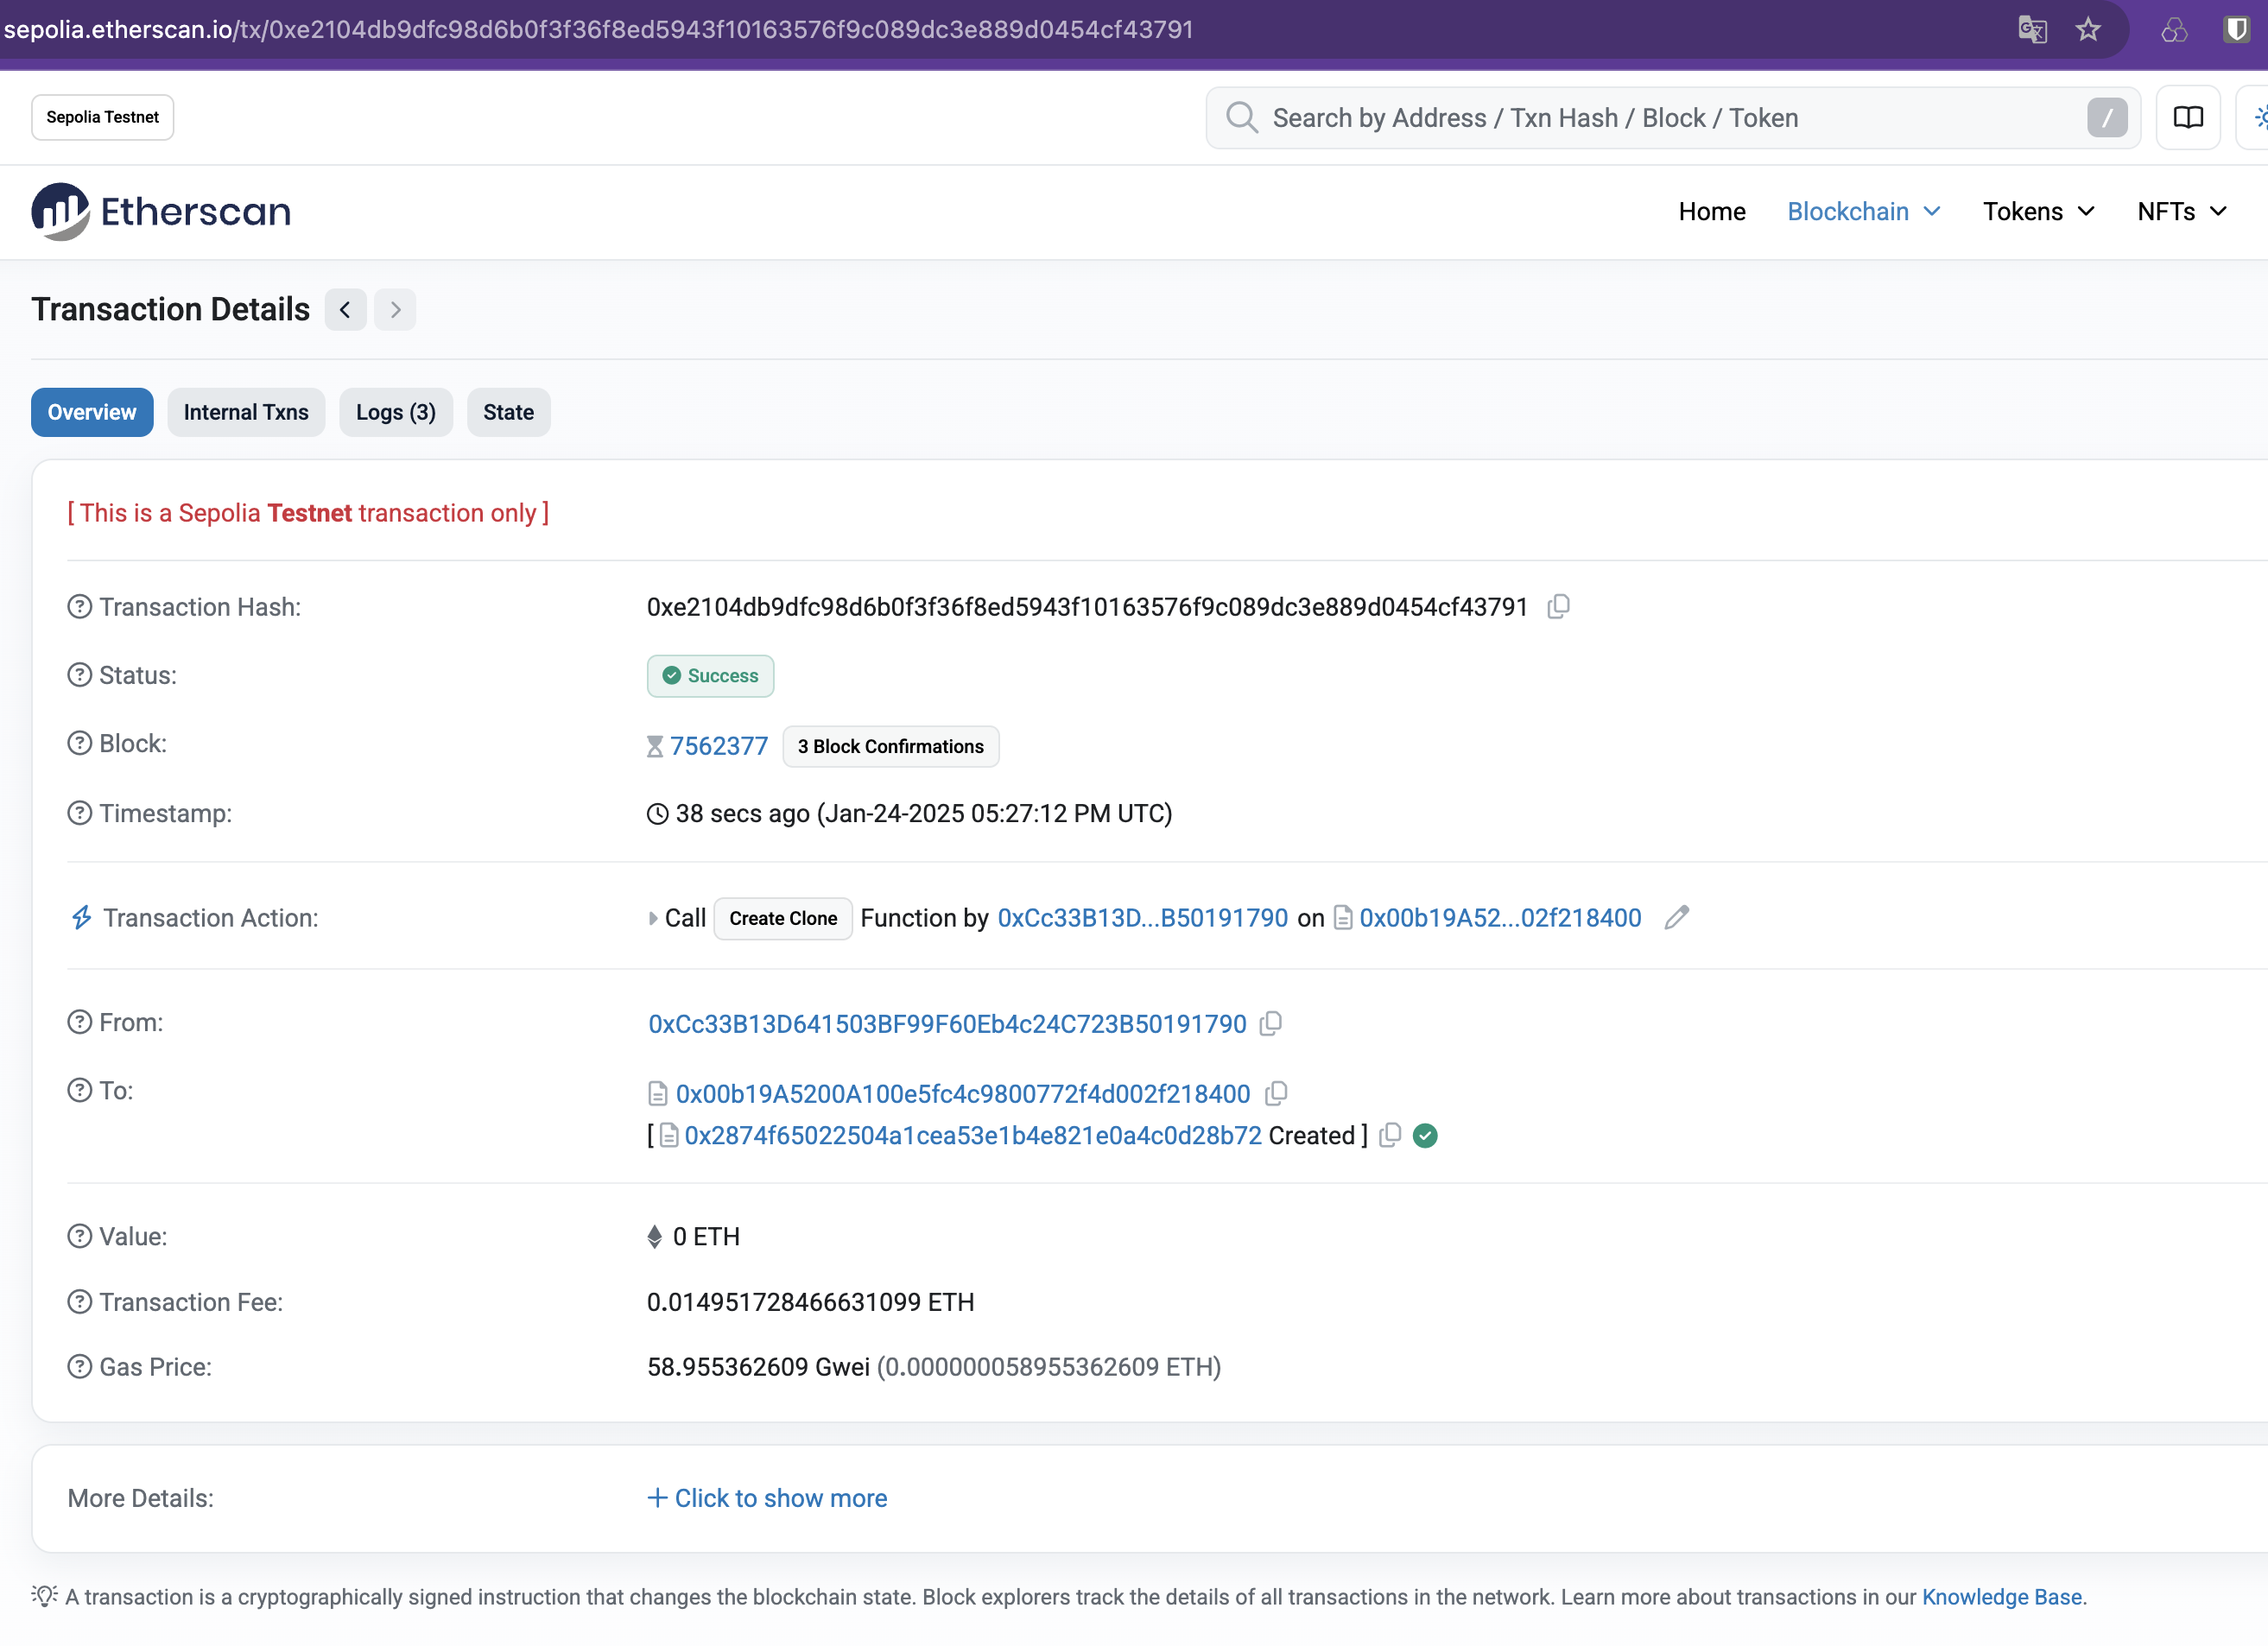 sepolia.etherscan.io/tx/0xe2104db9dfc98d6b0f3f36f8ed5943f10163576f9c089dc3e889d0454cf43791
Sepolia Testnet
Search by Address / Txn Hash / Block / Token
/
Etherscan
Home Blockchain Tokens NFTs
Transaction Details
Overview Internal Txns Logs (3) State
[ This is a Sepolia Testnet transaction only ]
Transaction Hash: 0xe2104db9dfc98d6b0f3f36f8ed5943f10163576f9c089dc3e889d0454cf43791
Status: Success
Block: 7562377 3 Block Confirmations
Timestamp: 38 secs ago (Jan-24-2025 05:27:12 PM UTC)
Transaction Action: Call Create Clone Function by 0xCc33B13D...B50191790 on 0x00b19A52...02f218400
From: 0xCc33B13D641503BF99F60Eb4c24C723B50191790
To: 0x00b19A5200A100e5fc4c9800772f4d002f218400
[ 0x2874f65022504a1cea53e1b4e821e0a4c0d28b72 Created ]
Value: 0 ETH
Transaction Fee: 0.014951728466631099 ETH
Gas Price: 58.955362609 Gwei (0.000000058955362609 ETH)
More Details: + Click to show more
A transaction is a cryptographically signed instruction that changes the blockchain state. Block explorers track the details of all transactions in the network. Learn more about transactions in our Knowledge Base.